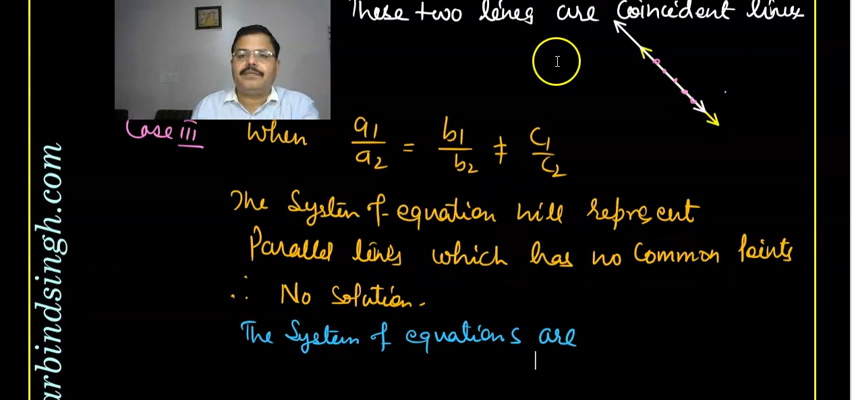 These two lines are Coincident lines
Case III When a1/a2 = b1/b2 ≠ c1/c2
The System of equation will represent
Parallel lines which has no Common Points
∴ No Solution.
The System of equations are
arbindsingh.com